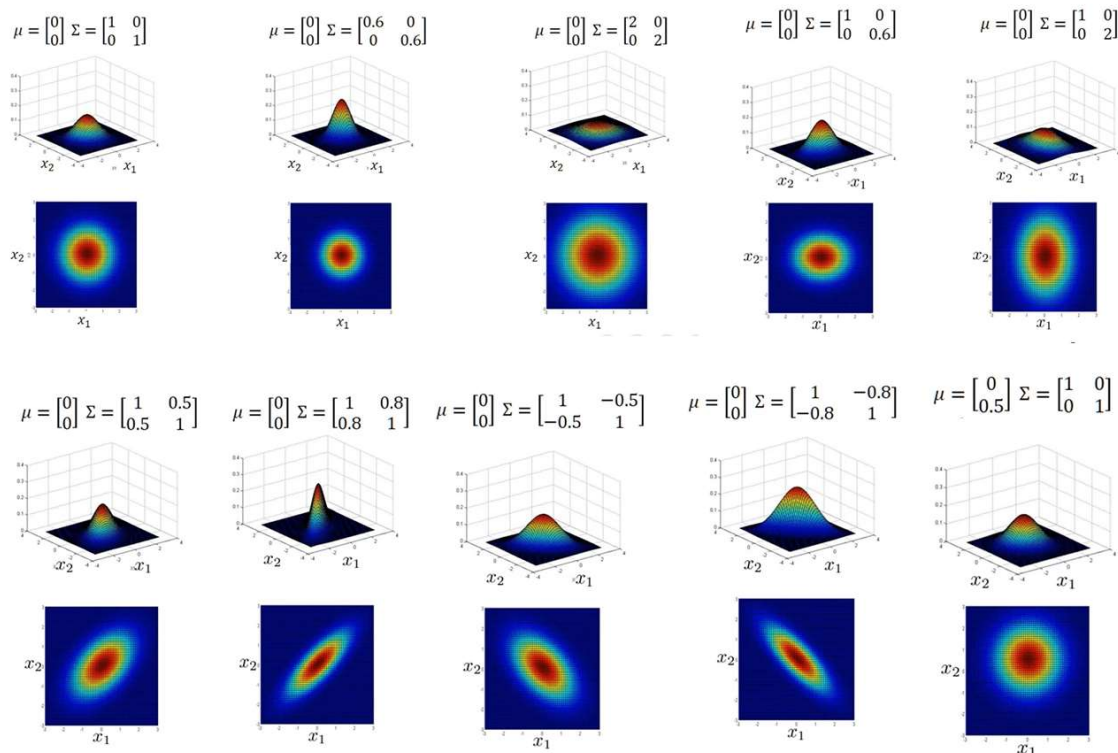 μ = [0 0] Σ = [1 0 0 1]
μ = [0 0] Σ = [0.6 0 0 0.6]
μ = [0 0] Σ = [2 0 0 2]
μ = [0 0] Σ = [1 0 0 0.6]
μ = [0 0] Σ = [1 0 0 2]
x₂ x₁
x₂ x₁
x₂ x₁
x₂ x₁
x₂ x₁
x₂
x₁
x₂
x₁
x₂
x₁
x₂
x₁
x₂
x₁
μ = [0 0] Σ = [1 0.5 0.5 1]
μ = [0 0] Σ = [1 0.8 0.8 1]
μ = [0 0] Σ = [1 -0.5 -0.5 1]
μ = [0 0] Σ = [1 -0.8 -0.8 1]
μ = [0 0.5] Σ = [1 0 0 1]
x₂ x₁
x₂ x₁
x₂ x₁
x₂ x₁
x₂ x₁
x₂
x₁
x₂
x₁
x₂
x₁
x₂
x₁
x₂
x₁